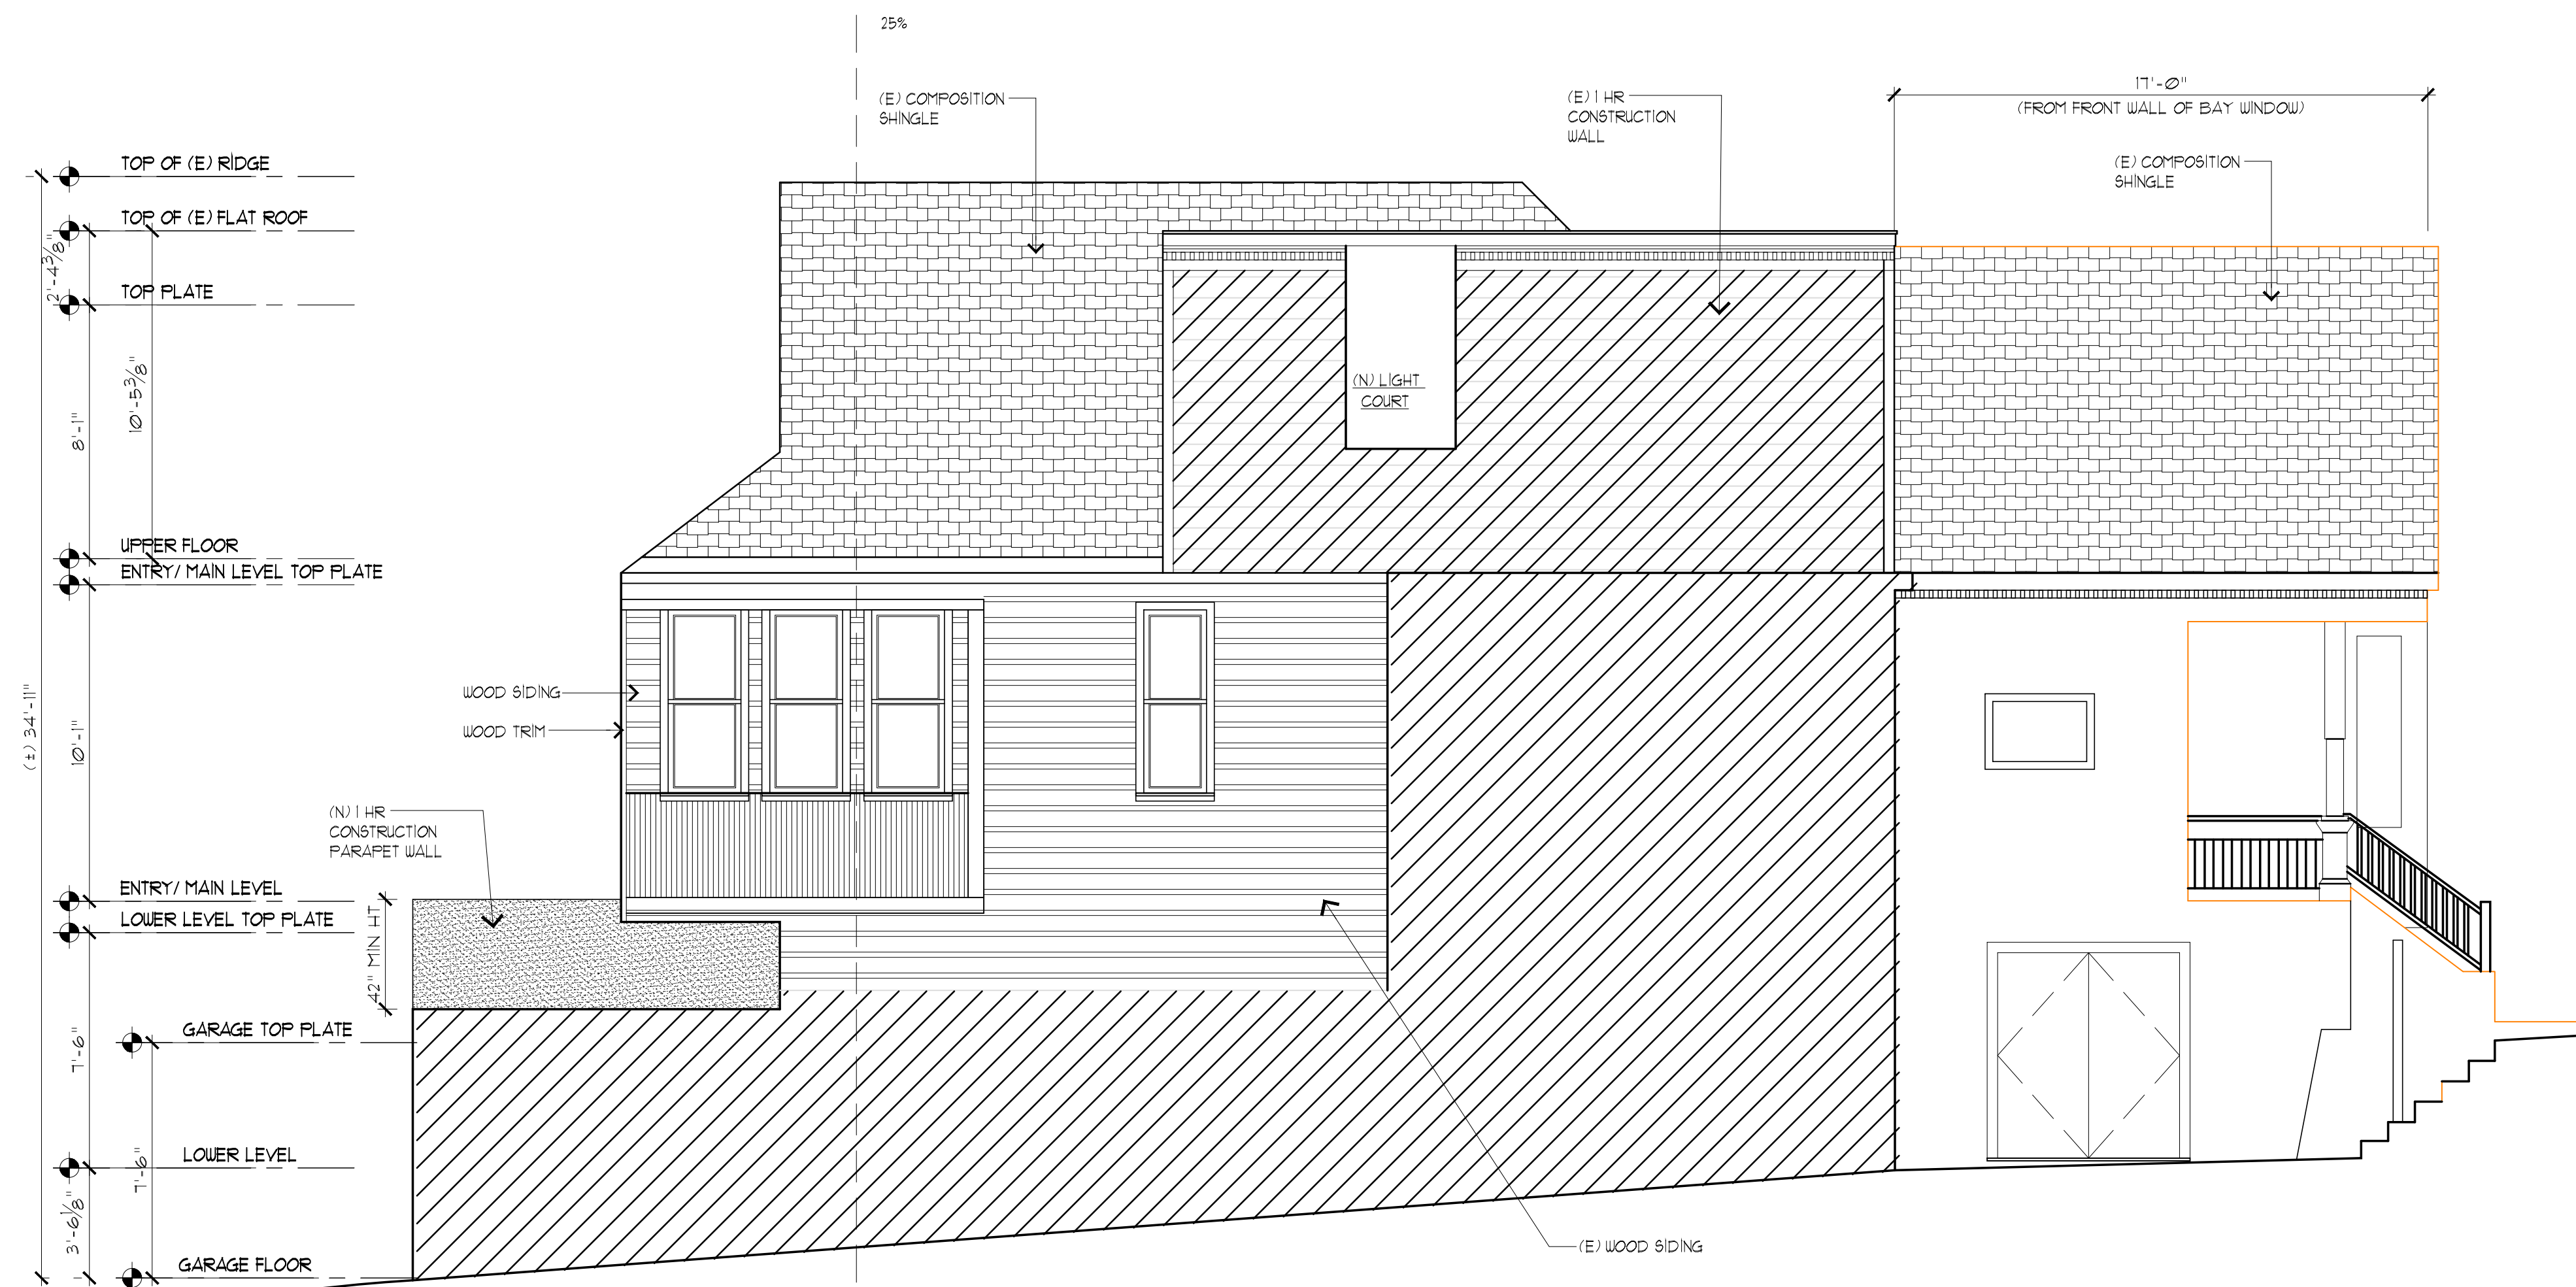 25%
(E) COMPOSITION
SHINGLE
(E) 1 HR
CONSTRUCTION
WALL
17'-0"
(FROM FRONT WALL OF BAY WINDOW)
(E) COMPOSITION
SHINGLE
TOP OF (E) RIDGE
TOP OF (E) FLAT ROOF
2'-4 3/8"
TOP PLATE
10'-5 3/8"
8'-1"
(N) LIGHT
COURT
UPPER FLOOR
ENTRY/ MAIN LEVEL TOP PLATE
(±) 34'-11"
10'-1"
WOOD SIDING
WOOD TRIM
(N) 1 HR
CONSTRUCTION
PARAPET WALL
ENTRY/ MAIN LEVEL
LOWER LEVEL TOP PLATE
42" MIN HT
7'-6"
GARAGE TOP PLATE
LOWER LEVEL
7'-6"
3'-6 1/8"
GARAGE FLOOR
(E) WOOD SIDING